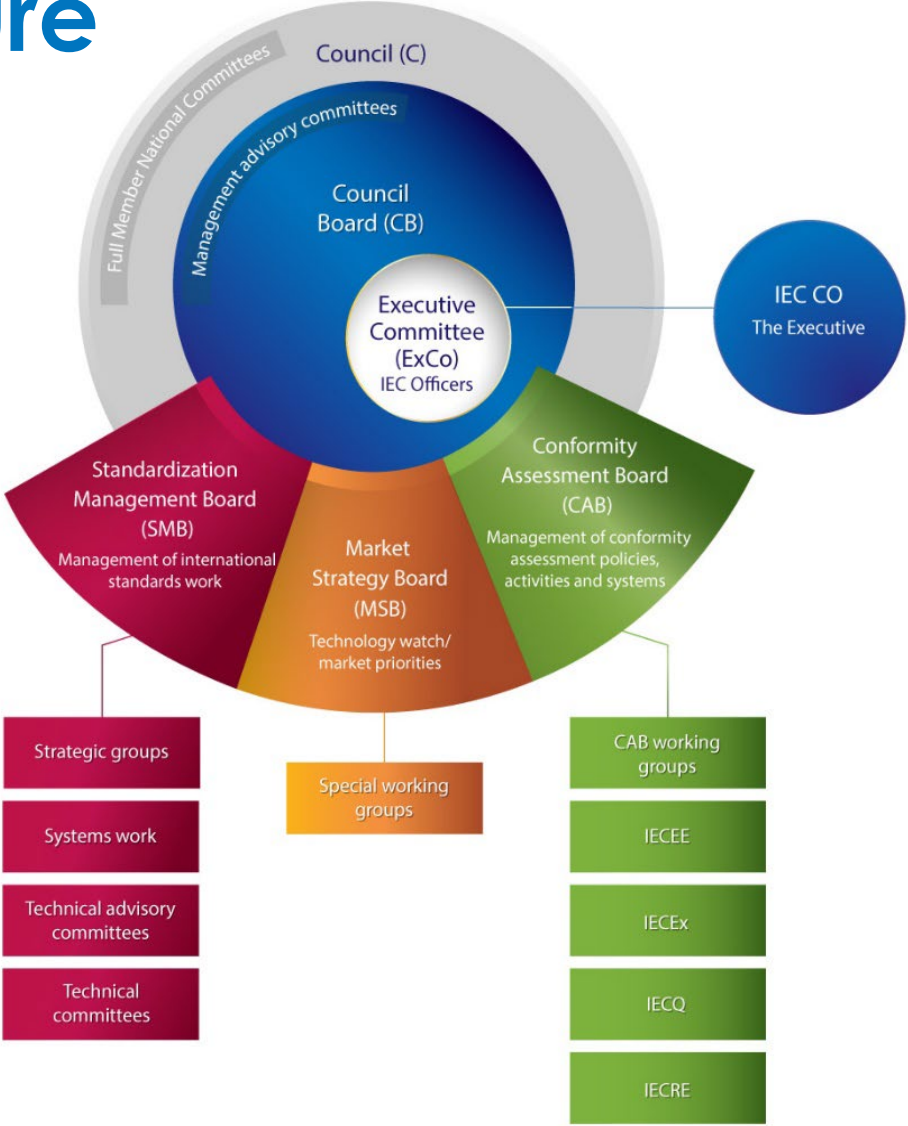 ure
Council (C)
Full Member National Committees
Management advisory committees
Council
Board (CB)
Executive
Committee
(ExCo)
IEC Officers
IEC CO
The Executive
Standardization
Management Board
(SMB)
Management of international
standards work
Market
Strategy Board
(MSB)
Technology watch/
market priorities
Conformity
Assessment Board
(CAB)
Management of conformity
assessment policies,
activities and systems
Strategic groups
Systems work
Technical advisory
committees
Technical
committees
Special working
groups
CAB working
groups
IECEE
IECEx
IECQ
IECRE